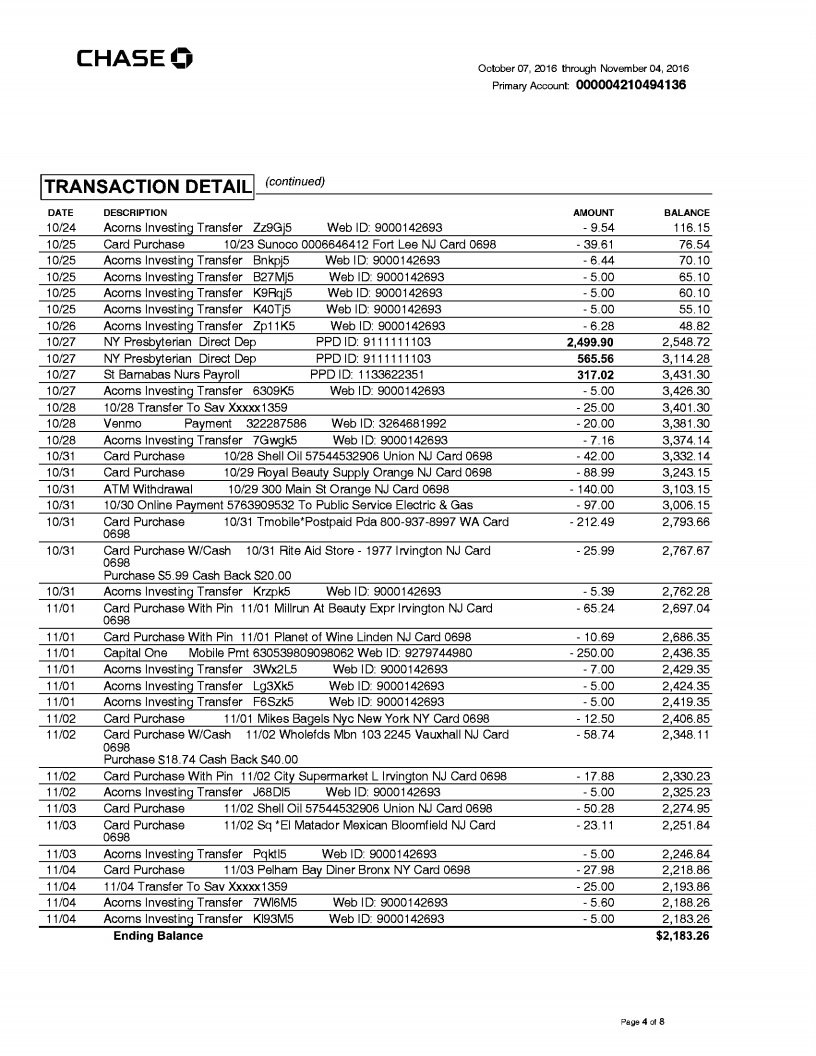 CHASE
October 07, 2016 through November 04, 2016
Primary Account: 000004210494136
TRANSACTION DETAIL (continued)
DATE DESCRIPTION AMOUNT BALANCE
10/24 Acorns Investing Transfer Zz9Gj5 Web ID: 9000142693 - 9.54 116.15
10/25 Card Purchase 10/23 Sunoco 0006646412 Fort Lee NJ Card 0698 - 39.61 76.54
10/25 Acorns Investing Transfer Bnkpj5 Web ID: 9000142693 - 6.44 70.10
10/25 Acorns Investing Transfer B27Mj5 Web ID: 9000142693 - 5.00 65.10
10/25 Acorns Investing Transfer K9Rqj5 Web ID: 9000142693 - 5.00 60.10
10/25 Acorns Investing Transfer K40Tj5 Web ID: 9000142693 - 5.00 55.10
10/26 Acorns Investing Transfer Zp11K5 Web ID: 9000142693 - 6.28 48.82
10/27 NY Presbyterian Direct Dep PPD ID: 9111111103 2,499.90 2,548.72
10/27 NY Presbyterian Direct Dep PPD ID: 9111111103 565.56 3,114.28
10/27 St Barnabas Nurs Payroll PPD ID: 1133622351 317.02 3,431.30
10/27 Acorns Investing Transfer 6309K5 Web ID: 9000142693 - 5.00 3,426.30
10/28 10/28 Transfer To Sav Xxxxx1359 - 25.00 3,401.30
10/28 Venmo Payment 322287586 Web ID: 3264681992 - 20.00 3,381.30
10/28 Acorns Investing Transfer 7Gwgk5 Web ID: 9000142693 - 7.16 3,374.14
10/31 Card Purchase 10/28 Shell Oil 57544532906 Union NJ Card 0698 - 42.00 3,332.14
10/31 Card Purchase 10/29 Royal Beauty Supply Orange NJ Card 0698 - 88.99 3,243.15
10/31 ATM Withdrawal 10/29 300 Main St Orange NJ Card 0698 - 140.00 3,103.15
10/31 10/30 Online Payment 5763909532 To Public Service Electric & Gas - 97.00 3,006.15
10/31 Card Purchase 10/31 Tmobile*Postpaid Pda 800-937-8997 WA Card - 212.49 2,793.66
0698
10/31 Card Purchase W/Cash 10/31 Rite Aid Store - 1977 Irvington NJ Card - 25.99 2,767.67
0698
Purchase $5.99 Cash Back $20.00
10/31 Acorns Investing Transfer Krzpk5 Web ID: 9000142693 - 5.39 2,762.28
11/01 Card Purchase With Pin 11/01 Millrun At Beauty Expr Irvington NJ Card - 65.24 2,697.04
0698
11/01 Card Purchase With Pin 11/01 Planet of Wine Linden NJ Card 0698 - 10.69 2,686.35
11/01 Capital One Mobile Pmt 630539809098062 Web ID: 9279744980 - 250.00 2,436.35
11/01 Acorns Investing Transfer 3Wx2L5 Web ID: 9000142693 - 7.00 2,429.35
11/01 Acorns Investing Transfer Lg3Xk5 Web ID: 9000142693 - 5.00 2,424.35
11/01 Acorns Investing Transfer F6Szk5 Web ID: 9000142693 - 5.00 2,419.35
11/02 Card Purchase 11/01 Mikes Bagels Nyc New York NY Card 0698 - 12.50 2,406.85
11/02 Card Purchase W/Cash 11/02 Wholefds Mbn 103 2245 Vauxhall NJ Card - 58.74 2,348.11
0698
Purchase $18.74 Cash Back $40.00
11/02 Card Purchase With Pin 11/02 City Supermarket L Irvington NJ Card 0698 - 17.88 2,330.23
11/02 Acorns Investing Transfer J68Dl5 Web ID: 9000142693 - 5.00 2,325.23
11/03 Card Purchase 11/02 Shell Oil 57544532906 Union NJ Card 0698 - 50.28 2,274.95
11/03 Card Purchase 11/02 Sq *El Matador Mexican Bloomfield NJ Card - 23.11 2,251.84
0698
11/03 Acorns Investing Transfer Pqktl5 Web ID: 9000142693 - 5.00 2,246.84
11/04 Card Purchase 11/03 Pelham Bay Diner Bronx NY Card 0698 - 27.98 2,218.86
11/04 11/04 Transfer To Sav Xxxxx1359 - 25.00 2,193.86
11/04 Acorns Investing Transfer 7Wl6M5 Web ID: 9000142693 - 5.60 2,188.26
11/04 Acorns Investing Transfer Kl93M5 Web ID: 9000142693 - 5.00 2,183.26
Ending Balance $2,183.26
Page 4 of 8